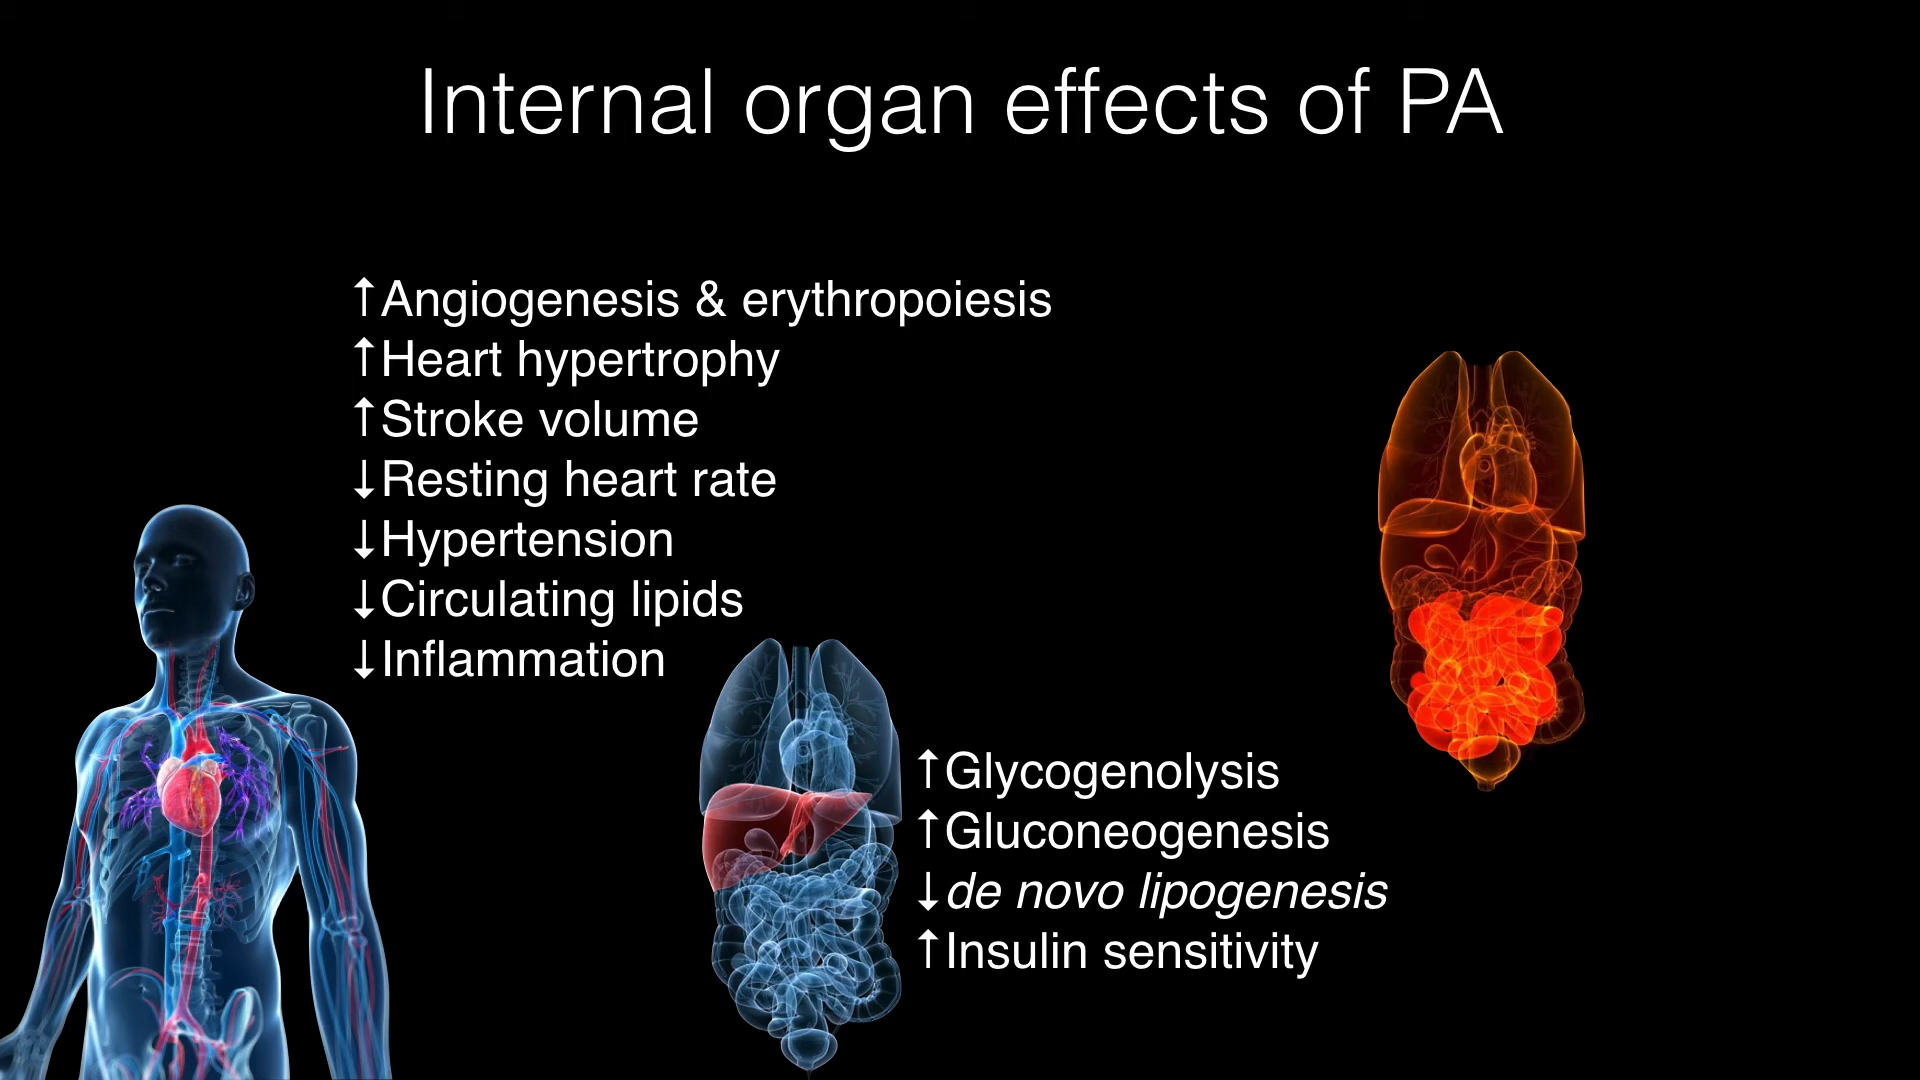 Internal organ effects of PA
↑Angiogenesis & erythropoiesis
↑Heart hypertrophy
↑Stroke volume
↓Resting heart rate
↓Hypertension
↓Circulating lipids
↓Inflammation
↑Glycogenolysis
↑Gluconeogenesis
↓de novo lipogenesis
↑Insulin sensitivity